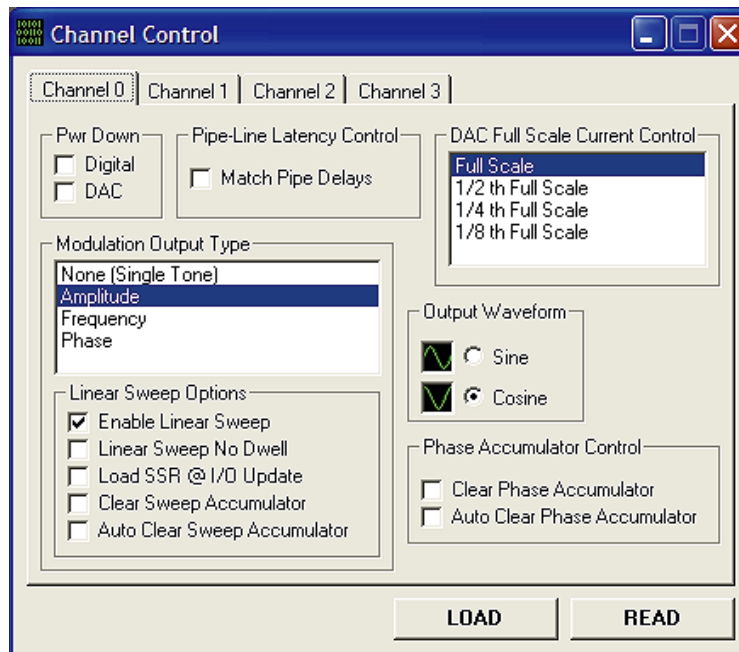 Channel Control
Channel 0
Channel 1
Channel 2
Channel 3
Pwr Down
Digital
DAC
Pipe-Line Latency Control
Match Pipe Delays
DAC Full Scale Current Control
Full Scale
1/2 th Full Scale
1/4 th Full Scale
1/8 th Full Scale
Modulation Output Type
None (Single Tone)
Amplitude
Frequency
Phase
Output Waveform
Sine
Cosine
Linear Sweep Options
Enable Linear Sweep
Linear Sweep No Dwell
Load SSR @ I/O Update
Clear Sweep Accumulator
Auto Clear Sweep Accumulator
Phase Accumulator Control
Clear Phase Accumulator
Auto Clear Phase Accumulator
LOAD
READ